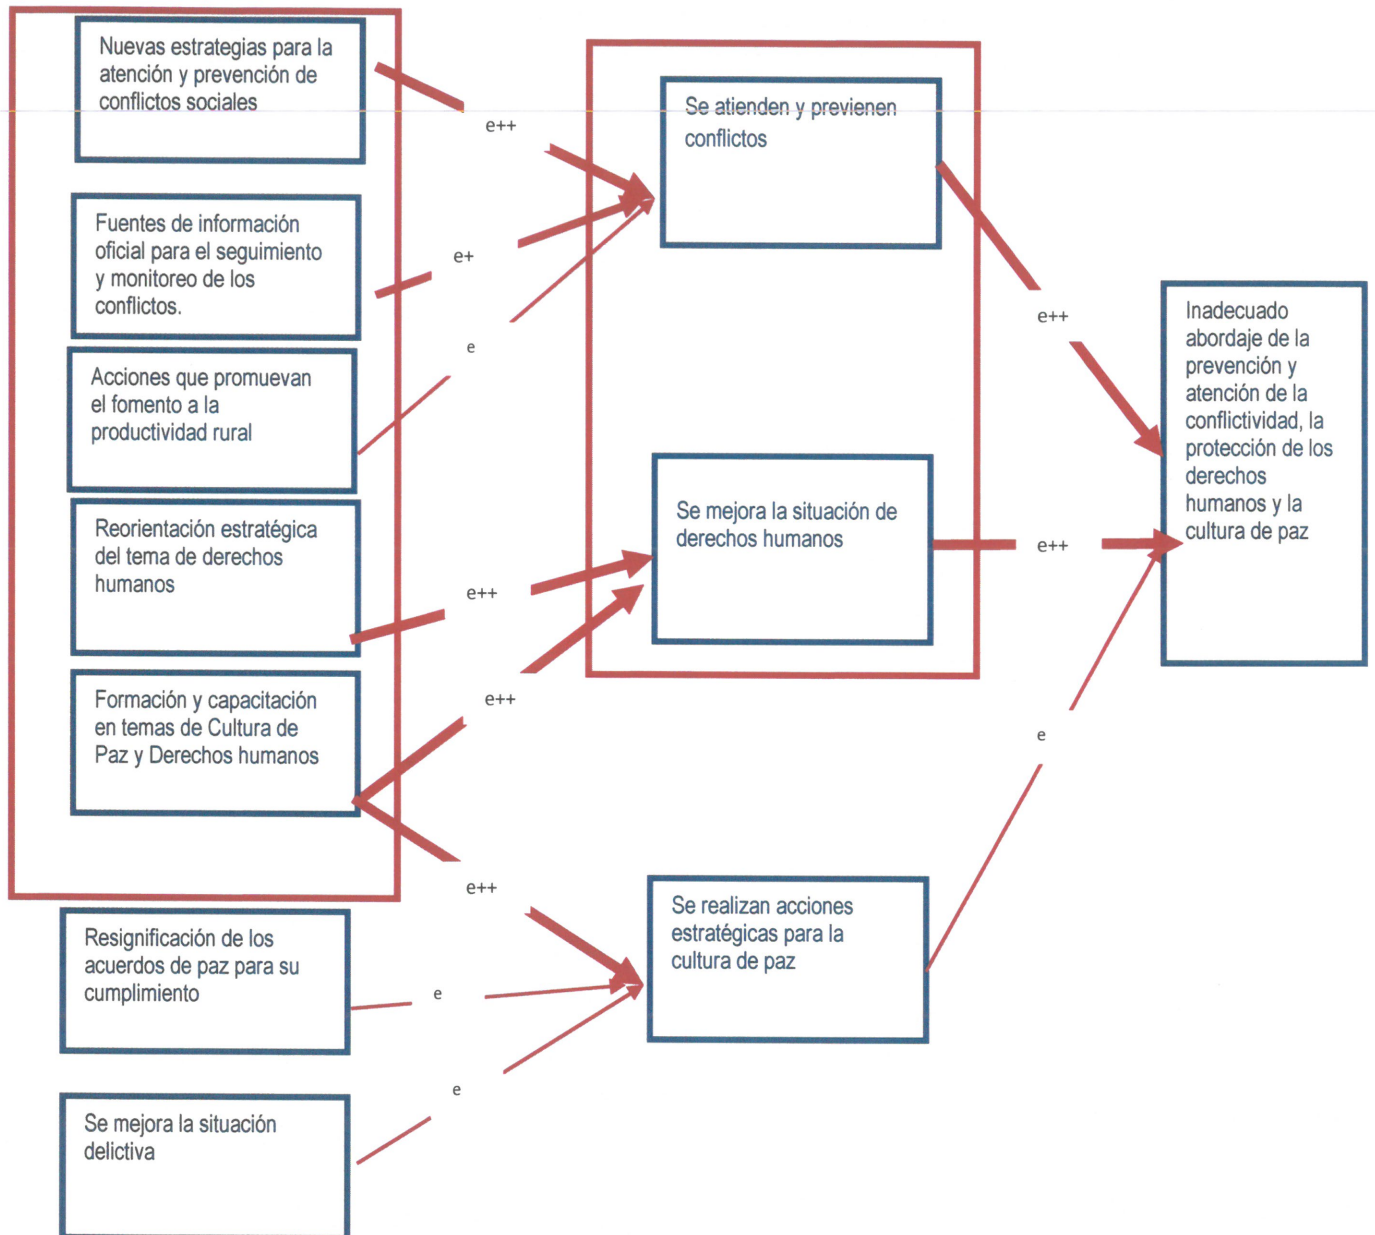 Nuevas estrategias para la
atención y prevención de
conflictos sociales
e++
Se atienden y previenen
conflictos
Fuentes de información
oficial para el seguimiento
y monitoreo de los
conflictos.
e+
e++
Inadecuado
abordaje de la
prevención y
atención de la
conflictividad, la
protección de los
derechos
humanos y la
cultura de paz
Acciones que promuevan
el fomento a la
productividad rural
e
Reorientación estratégica
del tema de derechos
humanos
e++
Se mejora la situación de
derechos humanos
e++
Formación y capacitación
en temas de Cultura de
Paz y Derechos humanos
e++
e++
e
Resignificación de los
acuerdos de paz para su
cumplimiento
e
Se realizan acciones
estratégicas para la
cultura de paz
Se mejora la situación
delictiva
e